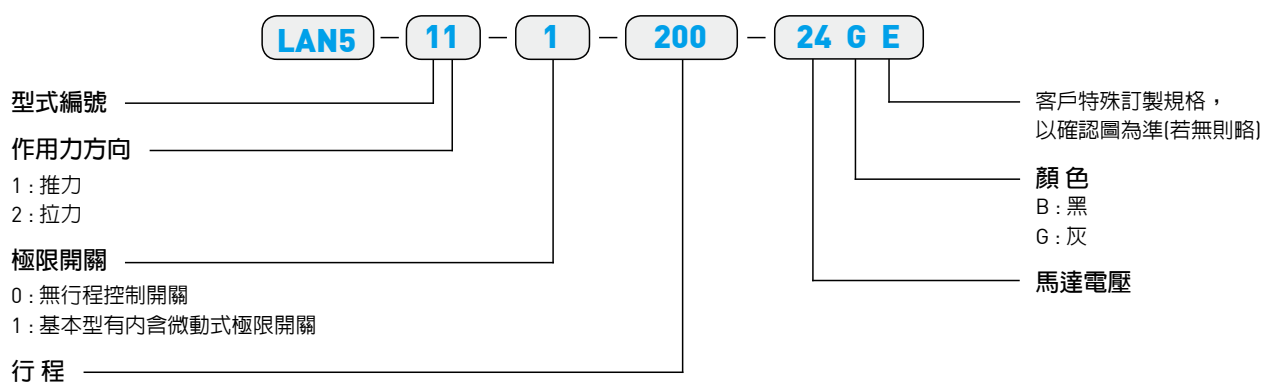 LAN5 - 11 - 1 - 200 - 24 G E
型式編號
作用力方向
1 : 推力
2 : 拉力
極限開關
0 : 無行程控制開關
1 : 基本型有內含微動式極限開關
行 程
客戶特殊訂製規格，
以確認圖為準(若無則略)
顏 色
B : 黑
G : 灰
馬達電壓